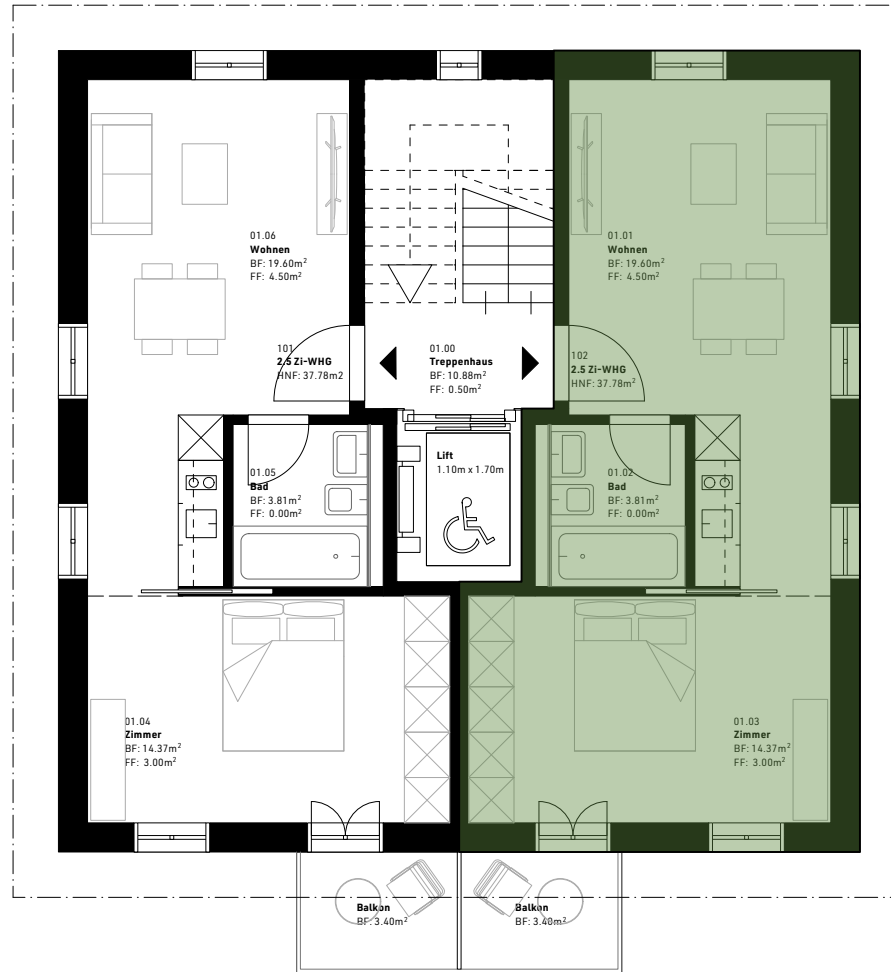 01.06
Wohnen
BF: 19.60m²
FF: 4.50m²
01.01
Wohnen
BF: 19.60m²
FF: 4.50m²
101
2.5 Zi-WHG
HNF: 37.78m2
01.00
Treppenhaus
BF: 10.88m²
FF: 0.50m²
102
2.5 Zi-WHG
HNF: 37.78m²
01.05
Bad
BF: 3.81m²
FF: 0.00m²
Lift
1.10m x 1.70m
01.02
Bad
BF: 3.81m²
FF: 0.00m²
01.04
Zimmer
BF: 14.37m²
FF: 3.00m²
01.03
Zimmer
BF: 14.37m²
FF: 3.00m²
Balkon
BF: 3.40m²
Balkon
BF: 3.40m²